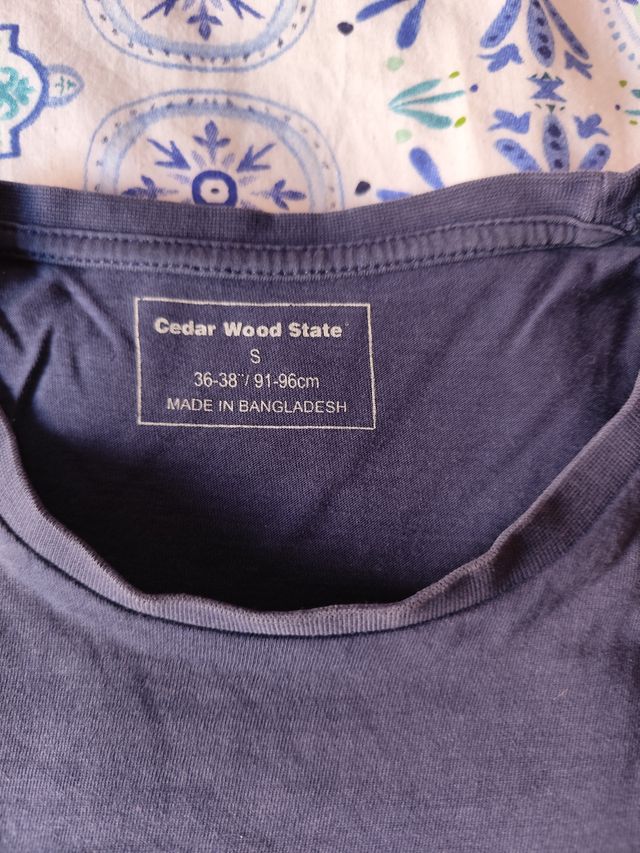 Cedar Wood State
S
36-38"/ 91-96cm
MADE IN BANGLADESH